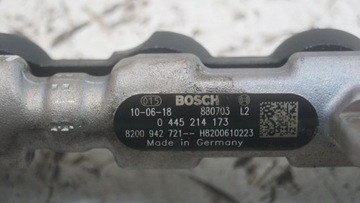 015 BOSCH
10-06-18 880703 L2
0 445 214 173
8200 942 721-- H8200610223
Made in Germany